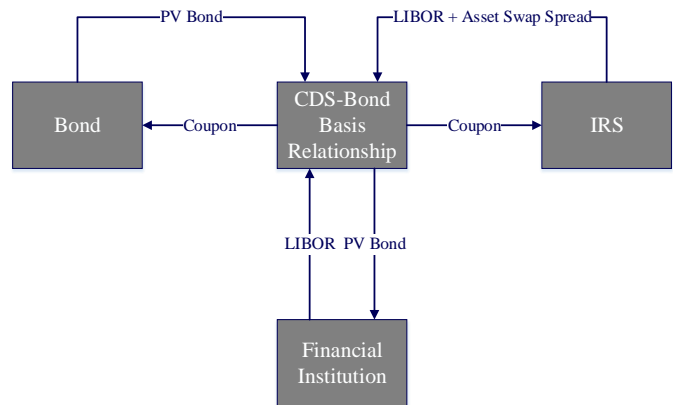 PV Bond
LIBOR + Asset Swap Spread
Bond
Coupon
CDS-Bond
Basis
Relationship
Coupon
IRS
LIBOR
PV Bond
Financial
Institution